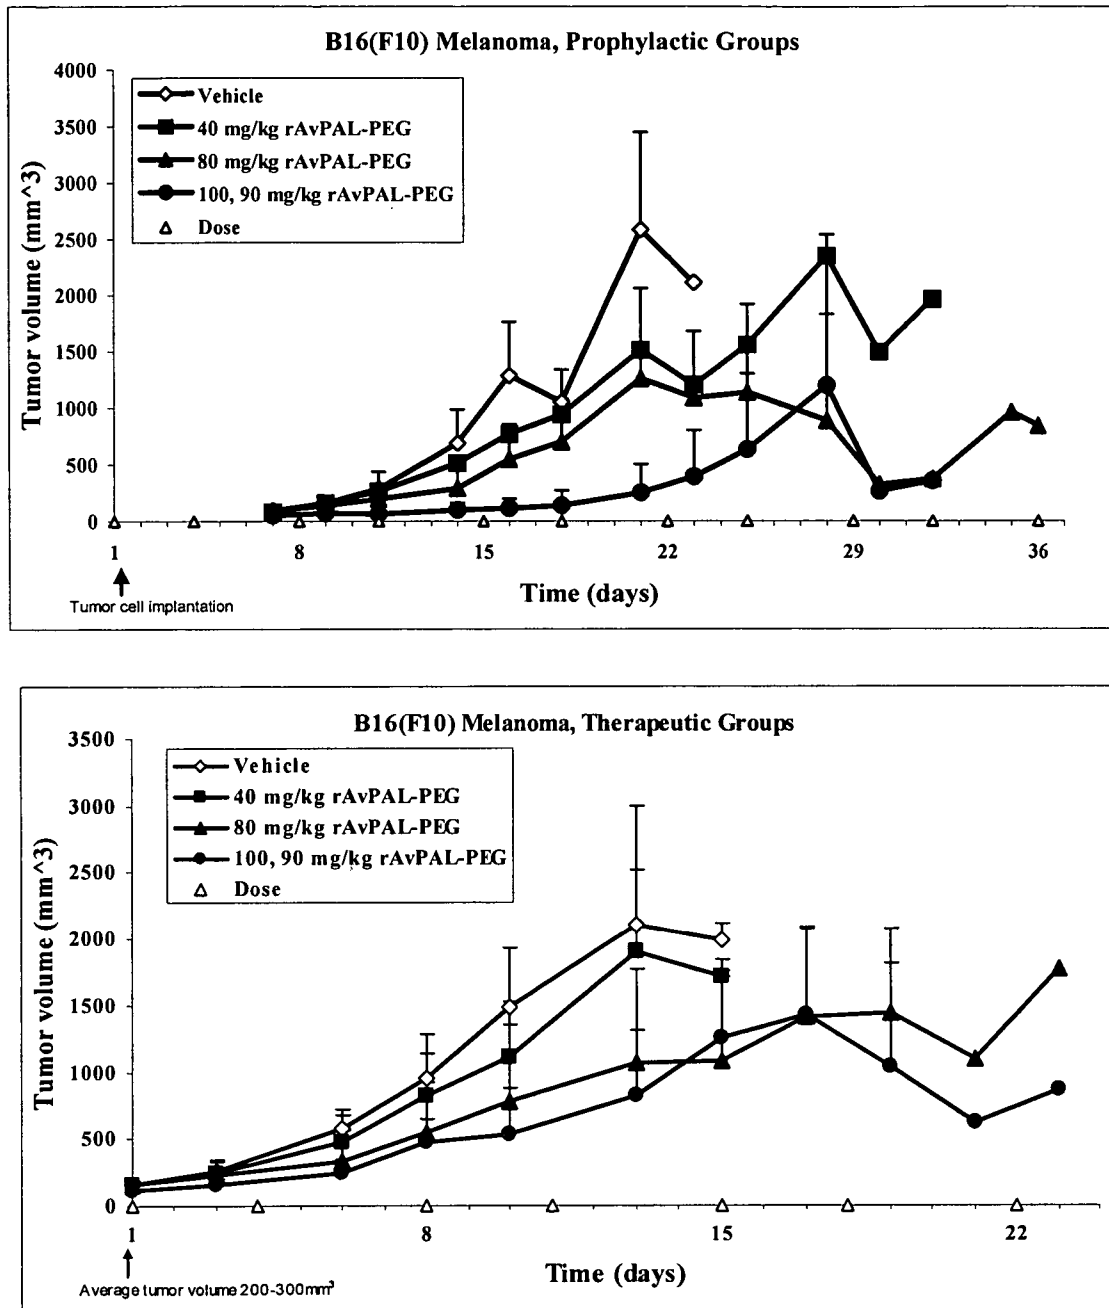 B16(F10) Melanoma, Prophylactic Groups
4000
3500
3000
2500
2000
1500
1000
500
0
Tumor volume (mm^3)
Vehicle
40 mg/kg rAvPAL-PEG
80 mg/kg rAvPAL-PEG
100, 90 mg/kg rAvPAL-PEG
Dose
1 8 15 22 29 36
Time (days)
Tumor cell implantation
B16(F10) Melanoma, Therapeutic Groups
3500
3000
2500
2000
1500
1000
500
0
Tumor volume (mm^3)
Vehicle
40 mg/kg rAvPAL-PEG
80 mg/kg rAvPAL-PEG
100, 90 mg/kg rAvPAL-PEG
Dose
1 8 15 22
Time (days)
Average tumor volume 200-300mm³